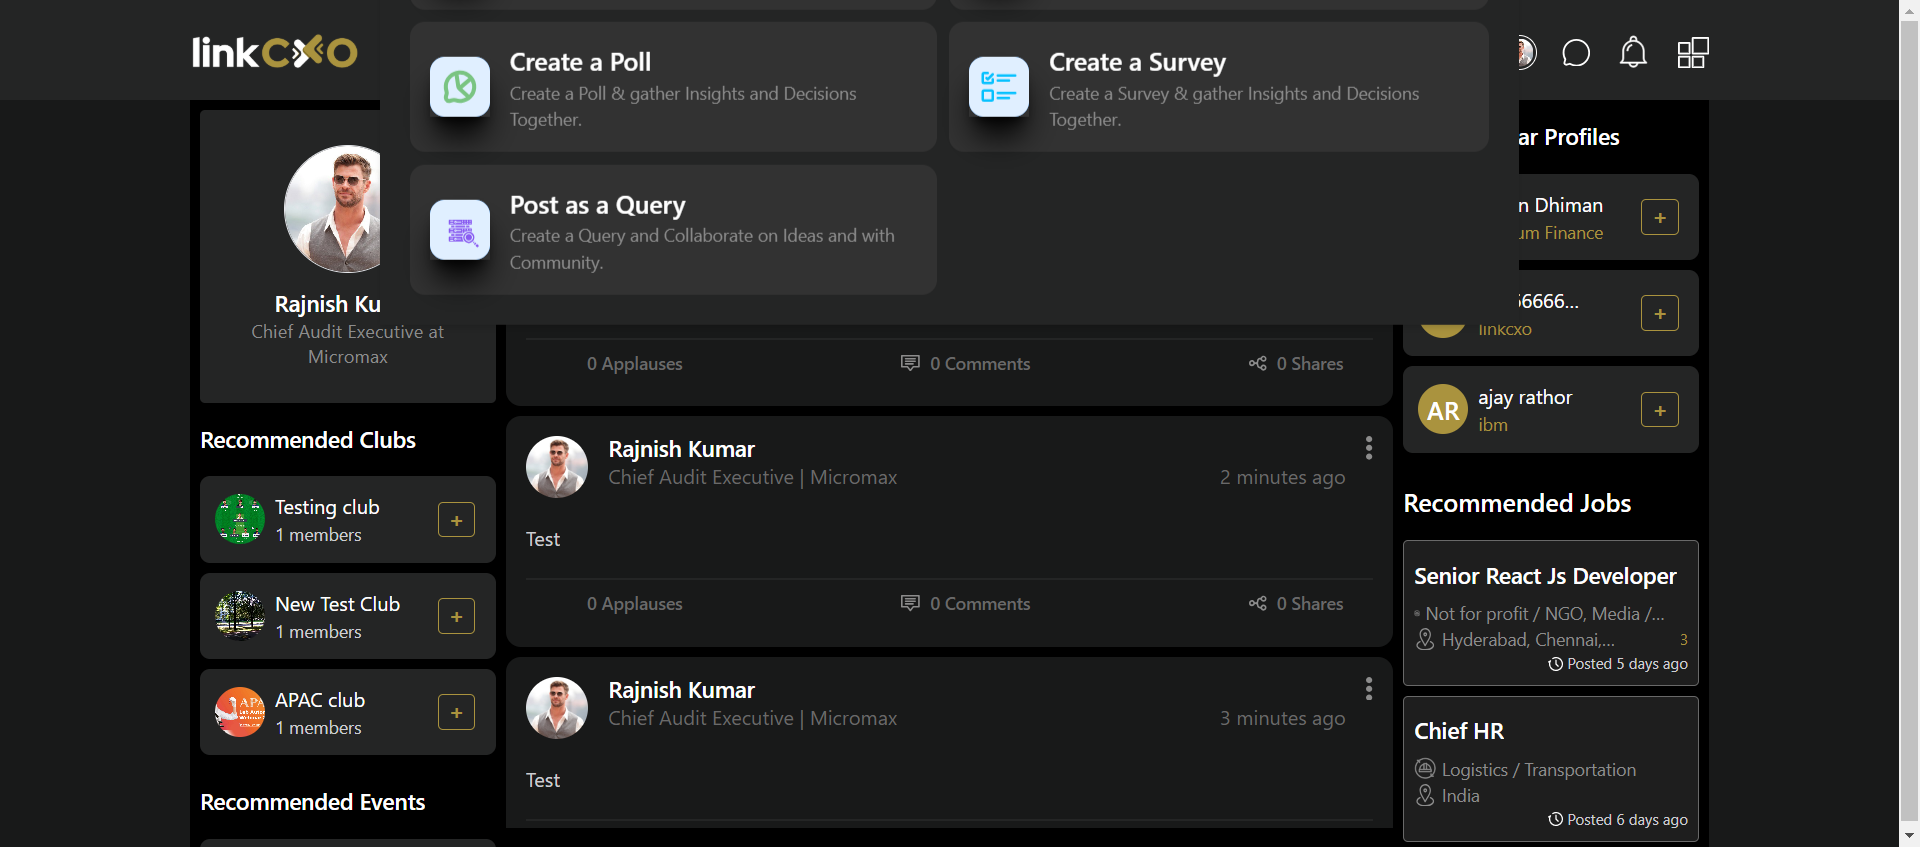 linkcxo
Create a Poll
Create a Poll & gather Insights and Decisions
Together.
Create a Survey
Create a Survey & gather Insights and Decisions
Together.
Post as a Query
Create a Query and Collaborate on Ideas and with
Community.
Rajnish Ku
Chief Audit Executive at
Micromax
Recommended Clubs
Testing club
1 members
New Test Club
1 members
APAC club
1 members
Recommended Events
0 Applauses
0 Comments
0 Shares
Rajnish Kumar
Chief Audit Executive | Micromax
2 minutes ago
Test
0 Applauses
0 Comments
0 Shares
Rajnish Kumar
Chief Audit Executive | Micromax
3 minutes ago
Test
ar Profiles
n Dhiman
um Finance
+
56666...
linkcxo
+
AR
ajay rathor
ibm
+
Recommended Jobs
Senior React Js Developer
Not for profit / NGO, Media /...
Hyderabad, Chennai,...
3
Posted 5 days ago
Chief HR
Logistics / Transportation
India
Posted 6 days ago